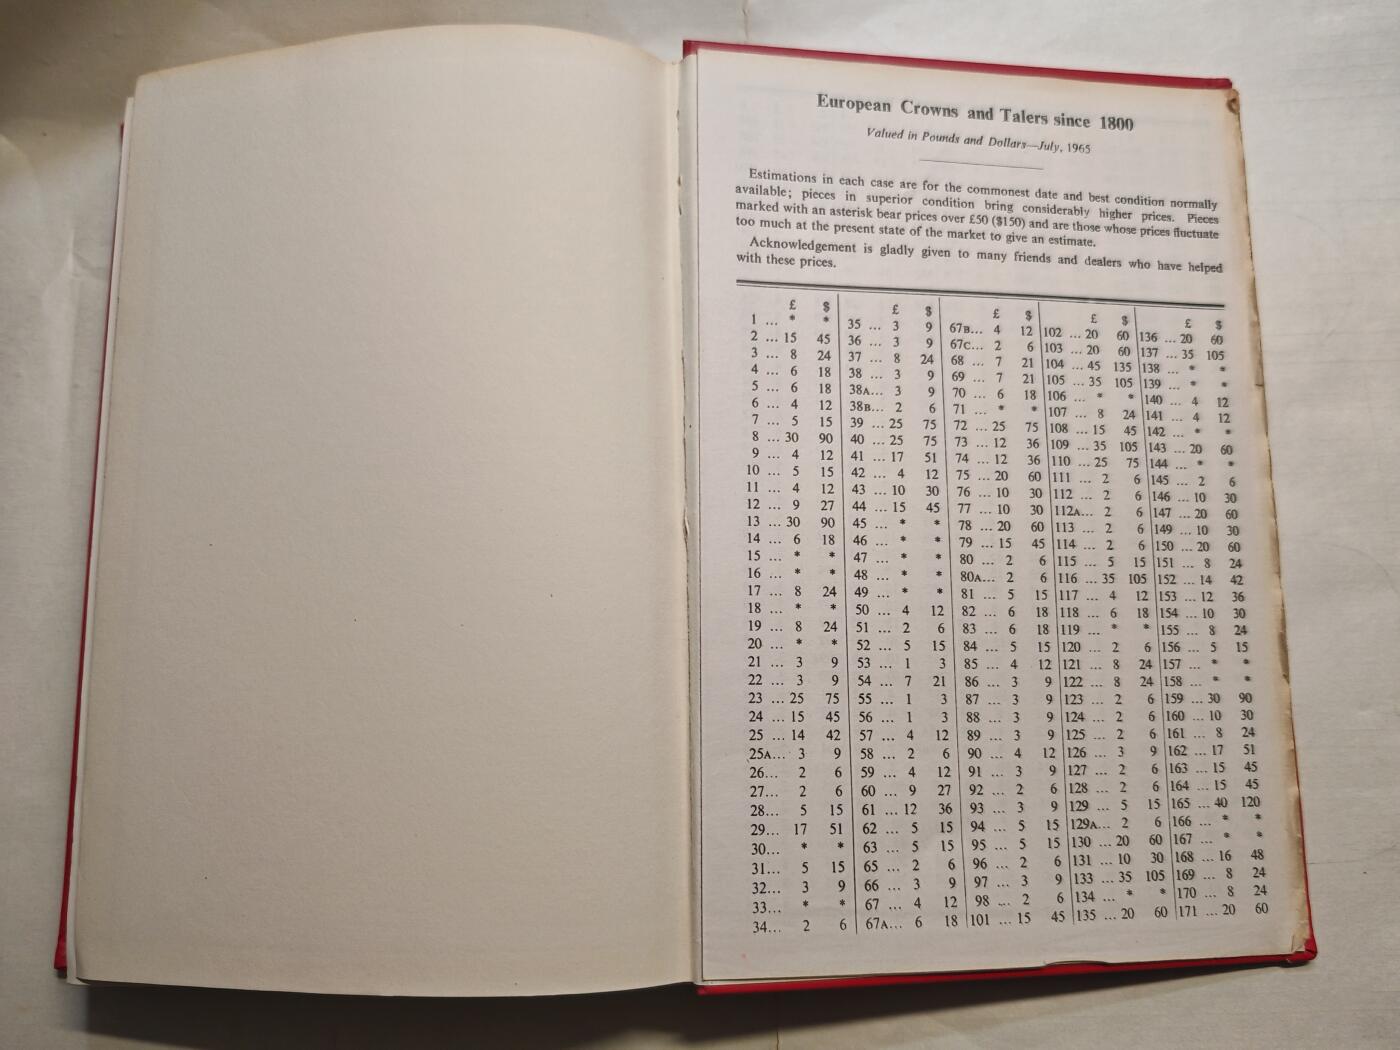 European Crowns and Talers since 1800
Valued in Pounds and Dollars—July, 1965
Estimations in each case are for the commonest date and best condition normally
available; pieces in superior condition bring considerably higher prices. Pieces
marked with an asterisk bear prices over £50 ($150) and are those whose prices fluctuate
too much at the present state of the market to give an estimate.
Acknowledgement is gladly given to many friends and dealers who have helped
with these prices.
£ $
1 ... * *
2 ... 15 45
3 ... 8 24
4 ... 6 18
5 ... 6 18
6 ... 4 12
7 ... 5 15
8 ... 30 90
9 ... 4 12
10 ... 5 15
11 ... 4 12
12 ... 9 27
13 ... 30 90
14 ... 6 18
15 ... * *
16 ... * *
17 ... 8 24
18 ... * *
19 ... 8 24
20 ... * *
21 ... 3 9
22 ... 3 9
23 ... 25 75
24 ... 15 45
25 ... 14 42
25A... 3 9
26... 2 6
27... 2 6
28... 5 15
29... 17 51
30... * *
31... 5 15
32... 3 9
33... * *
34... 2 6
£ $
35 ... 3 9
36 ... 3 9
37 ... 8 24
38 ... 3 9
38A... 3 9
38B... 2 6
39 ... 25 75
40 ... 25 75
41 ... 17 51
42 ... 4 12
43 ... 10 30
44 ... 15 45
45 ... * *
46 ... * *
47 ... * *
48 ... * *
49 ... * *
50 ... 4 12
51 ... 2 6
52 ... 5 15
53 ... 1 3
54 ... 7 21
55 ... 1 3
56 ... 1 3
57 ... 4 12
58 ... 2 6
59 ... 4 12
60 ... 9 27
61 ... 12 36
62 ... 5 15
63 ... 5 15
65 ... 2 6
66 ... 3 9
67 ... 4 12
67A... 6 18
£ $
67B... 4 12
67C... 2 6
68 ... 7 21
69 ... 7 21
70 ... 6 18
71 ... * *
72 ... 25 75
73 ... 12 36
74 ... 12 36
75 ... 20 60
76 ... 10 30
77 ... 10 30
78 ... 20 60
79 ... 15 45
80 ... 2 6
80A... 2 6
81 ... 5 15
82 ... 6 18
83 ... 6 18
84 ... 5 15
85 ... 4 12
86 ... 3 9
87 ... 3 9
88 ... 3 9
89 ... 3 9
90 ... 4 12
91 ... 3 9
92 ... 2 6
93 ... 3 9
94 ... 5 15
95 ... 5 15
96 ... 2 6
97 ... 3 9
98 ... 2 6
101 ... 15 45
£ $
102 ... 20 60
103 ... 20 60
104 ... 45 135
105 ... 35 105
106 ... * *
107 ... 8 24
108 ... 15 45
109 ... 35 105
110 ... 25 75
111 ... 2 6
112 ... 2 6
112A... 2 6
113 ... 2 6
114 ... 2 6
115 ... 5 15
116 ... 35 105
117 ... 4 12
118 ... 6 18
119 ... * *
120 ... 2 6
121 ... 8 24
122 ... 8 24
123 ... 2 6
124 ... 2 6
125 ... 2 6
126 ... 3 9
127 ... 2 6
128 ... 2 6
129 ... 5 15
129A... 2 6
130 ... 20 60
131 ... 10 30
133 ... 35 105
134 ... * *
135 ... 20 60
£ $
136 ... 20 60
137 ... 35 105
138 ... * *
139 ... * *
140 ... 4 12
141 ... 4 12
142 ... * *
143 ... 20 60
144 ... * *
145 ... 2 6
146 ... 10 30
147 ... 20 60
149 ... 10 30
150 ... 20 60
151 ... 8 24
152 ... 14 42
153 ... 12 36
154 ... 10 30
155 ... 8 24
156 ... 5 15
157 ... * *
158 ... * *
159 ... 30 90
160 ... 10 30
161 ... 8 24
162 ... 17 51
163 ... 15 45
164 ... 15 45
165 ... 40 120
166 ... * *
167 ... * *
168 ... 16 48
169 ... 8 24
170 ... 8 24
171 ... 20 60